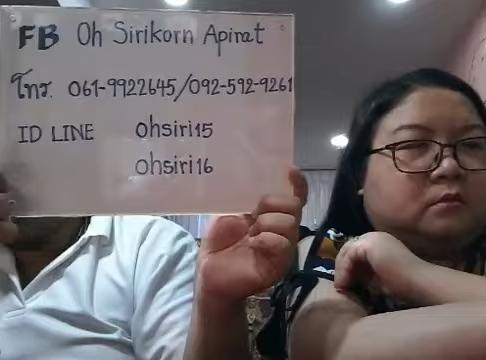 FB Oh Sirikorn Apirat
โทร. 061-9922645/092-592-9261
ID LINE ohsiri15
ohsiri16